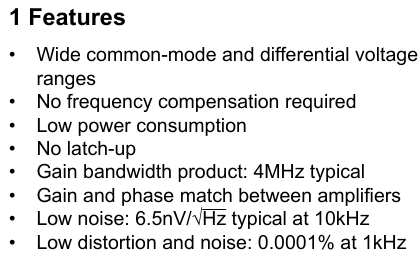 1 Features
• Wide common-mode and differential voltage
ranges
• No frequency compensation required
• Low power consumption
• No latch-up
• Gain bandwidth product: 4MHz typical
• Gain and phase match between amplifiers
• Low noise: 6.5nV/√Hz typical at 10kHz
• Low distortion and noise: 0.0001% at 1kHz